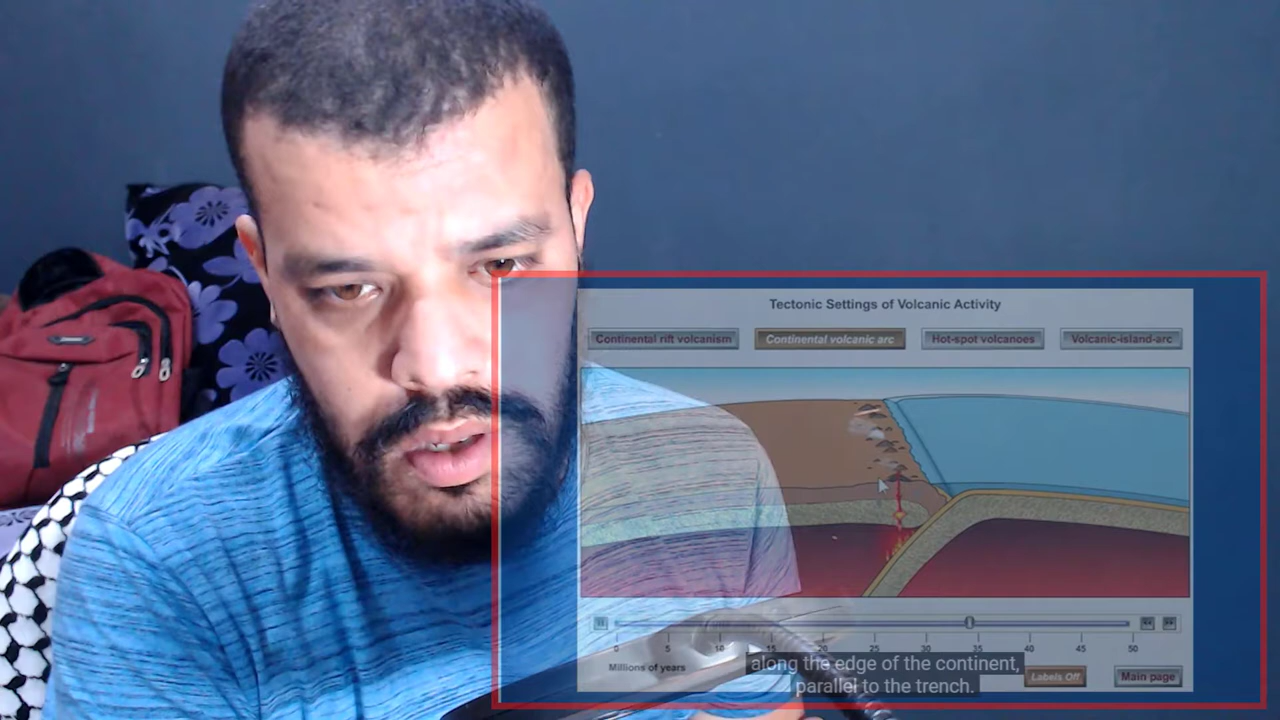 Tectonic Settings of Volcanic Activity
Continental rift volcanism
Continental volcanic arc
Hot-spot volcanoes
Volcanic-island-arc
0 5 10 15 20 25 30 35 40 45 50
Millions of years
along the edge of the continent,
parallel to the trench.
Labels Off
Main page